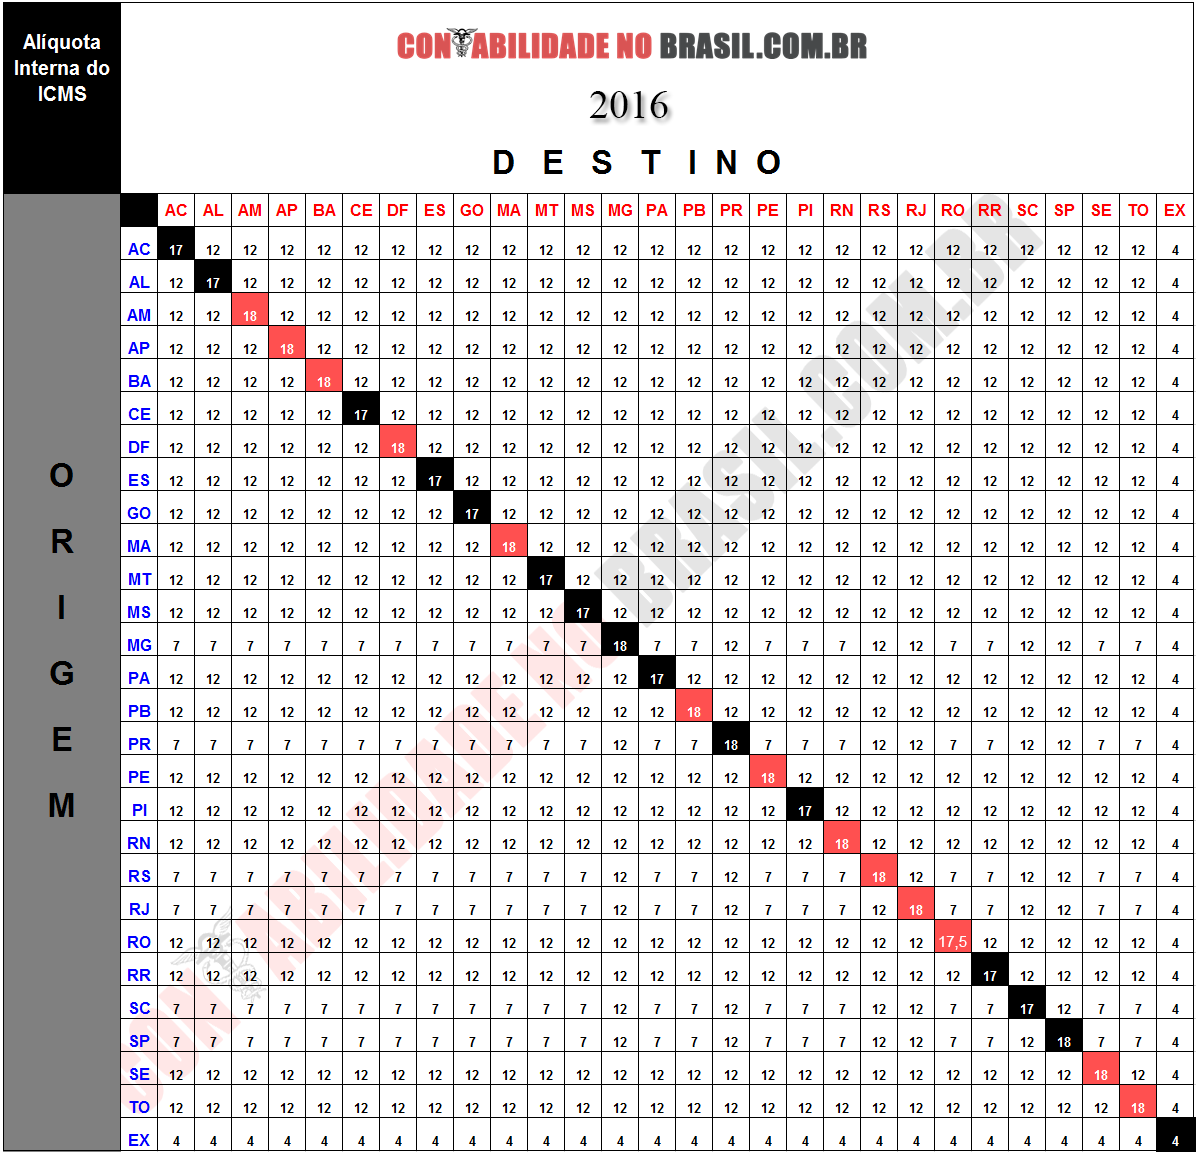 Alíquota
Interna do
ICMS
CONTABILIDADE NO BRASIL.COM.BR
2016
D E S T I N O
O
R
I
G
E
M
AC AL AM AP BA CE DF ES GO MA MT MS MG PA PB PR PE PI RN RS RJ RO RR SC SP SE TO EX
AC 17 12 12 12 12 12 12 12 12 12 12 12 12 12 12 12 12 12 12 12 12 12 12 12 12 12 12 4
AL 12 17 12 12 12 12 12 12 12 12 12 12 12 12 12 12 12 12 12 12 12 12 12 12 12 12 12 4
AM 12 12 18 12 12 12 12 12 12 12 12 12 12 12 12 12 12 12 12 12 12 12 12 12 12 12 12 4
AP 12 12 12 18 12 12 12 12 12 12 12 12 12 12 12 12 12 12 12 12 12 12 12 12 12 12 12 4
BA 12 12 12 12 18 12 12 12 12 12 12 12 12 12 12 12 12 12 12 12 12 12 12 12 12 12 12 4
CE 12 12 12 12 12 17 12 12 12 12 12 12 12 12 12 12 12 12 12 12 12 12 12 12 12 12 12 4
DF 12 12 12 12 12 12 18 12 12 12 12 12 12 12 12 12 12 12 12 12 12 12 12 12 12 12 12 4
ES 12 12 12 12 12 12 12 17 12 12 12 12 12 12 12 12 12 12 12 12 12 12 12 12 12 12 12 4
GO 12 12 12 12 12 12 12 12 17 12 12 12 12 12 12 12 12 12 12 12 12 12 12 12 12 12 12 4
MA 12 12 12 12 12 12 12 12 12 18 12 12 12 12 12 12 12 12 12 12 12 12 12 12 12 12 12 4
MT 12 12 12 12 12 12 12 12 12 12 17 12 12 12 12 12 12 12 12 12 12 12 12 12 12 12 12 4
MS 12 12 12 12 12 12 12 12 12 12 12 17 12 12 12 12 12 12 12 12 12 12 12 12 12 12 12 4
MG 7 7 7 7 7 7 7 7 7 7 7 7 18 7 7 12 7 7 7 12 12 7 7 12 12 7 7 4
PA 12 12 12 12 12 12 12 12 12 12 12 12 12 17 12 12 12 12 12 12 12 12 12 12 12 12 12 4
PB 12 12 12 12 12 12 12 12 12 12 12 12 12 12 18 12 12 12 12 12 12 12 12 12 12 12 12 4
PR 7 7 7 7 7 7 7 7 7 7 7 7 12 7 7 18 7 7 7 12 12 7 7 12 12 7 7 4
PE 12 12 12 12 12 12 12 12 12 12 12 12 12 12 12 12 18 12 12 12 12 12 12 12 12 12 12 4
PI 12 12 12 12 12 12 12 12 12 12 12 12 12 12 12 12 12 17 12 12 12 12 12 12 12 12 12 4
RN 12 12 12 12 12 12 12 12 12 12 12 12 12 12 12 12 12 12 18 12 12 12 12 12 12 12 12 4
RS 7 7 7 7 7 7 7 7 7 7 7 7 12 7 7 12 7 7 7 18 12 7 7 12 12 7 7 4
RJ 7 7 7 7 7 7 7 7 7 7 7 7 12 7 7 12 7 7 7 12 18 7 7 12 12 7 7 4
RO 12 12 12 12 12 12 12 12 12 12 12 12 12 12 12 12 12 12 12 12 12 17,5 12 12 12 12 12 4
RR 12 12 12 12 12 12 12 12 12 12 12 12 12 12 12 12 12 12 12 12 12 12 17 12 12 12 12 4
SC 7 7 7 7 7 7 7 7 7 7 7 7 12 7 7 12 7 7 7 12 12 7 7 17 12 7 7 4
SP 7 7 7 7 7 7 7 7 7 7 7 7 12 7 7 12 7 7 7 12 12 7 7 12 18 7 7 4
SE 12 12 12 12 12 12 12 12 12 12 12 12 12 12 12 12 12 12 12 12 12 12 12 12 12 18 12 4
TO 12 12 12 12 12 12 12 12 12 12 12 12 12 12 12 12 12 12 12 12 12 12 12 12 12 12 18 4
EX 4 4 4 4 4 4 4 4 4 4 4 4 4 4 4 4 4 4 4 4 4 4 4 4 4 4 4 4
CONTABILIDADE NO BRASIL.COM.BR